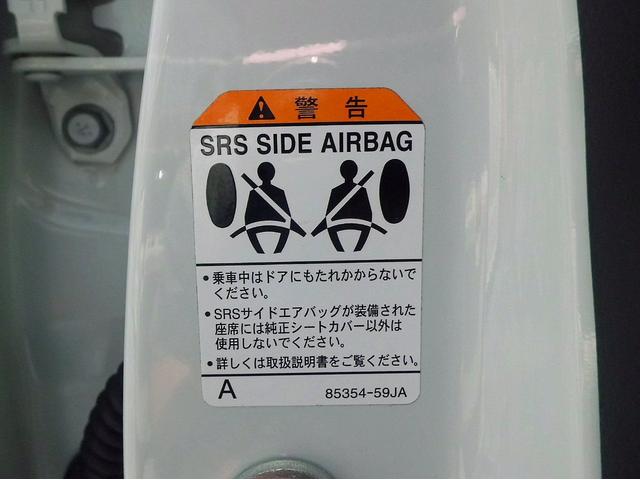 警告
SRS SIDE AIRBAG
•乗車中はドアにもたれかからないで
ください。
•SRSサイドエアバッグが装備された
座席には純正シートカバー以外は
使用しないでください。
•詳しくは取扱説明書をご覧ください。
A 85354-59JA